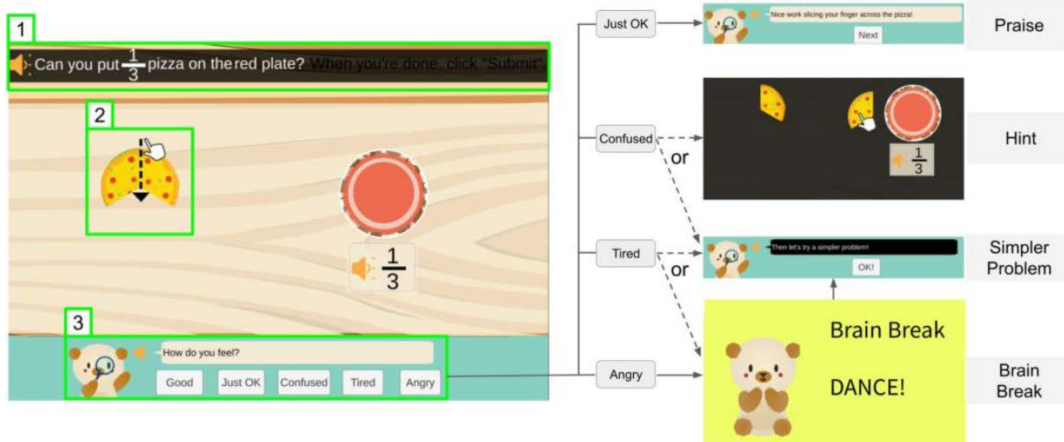 1
Can you put 1/3 pizza on the red plate? When you're done, click "Submit"
2
1
3
3
How do you feel?
Good
Just OK
Confused
Tired
Angry
Just OK
Nice work slicing your finger across the pizza!
Next
Praise
Confused
or
1
3
Hint
Tired
or
Then let's try a simpler problem!
OK!
Simpler
Problem
Angry
Brain Break
DANCE!
Brain
Break